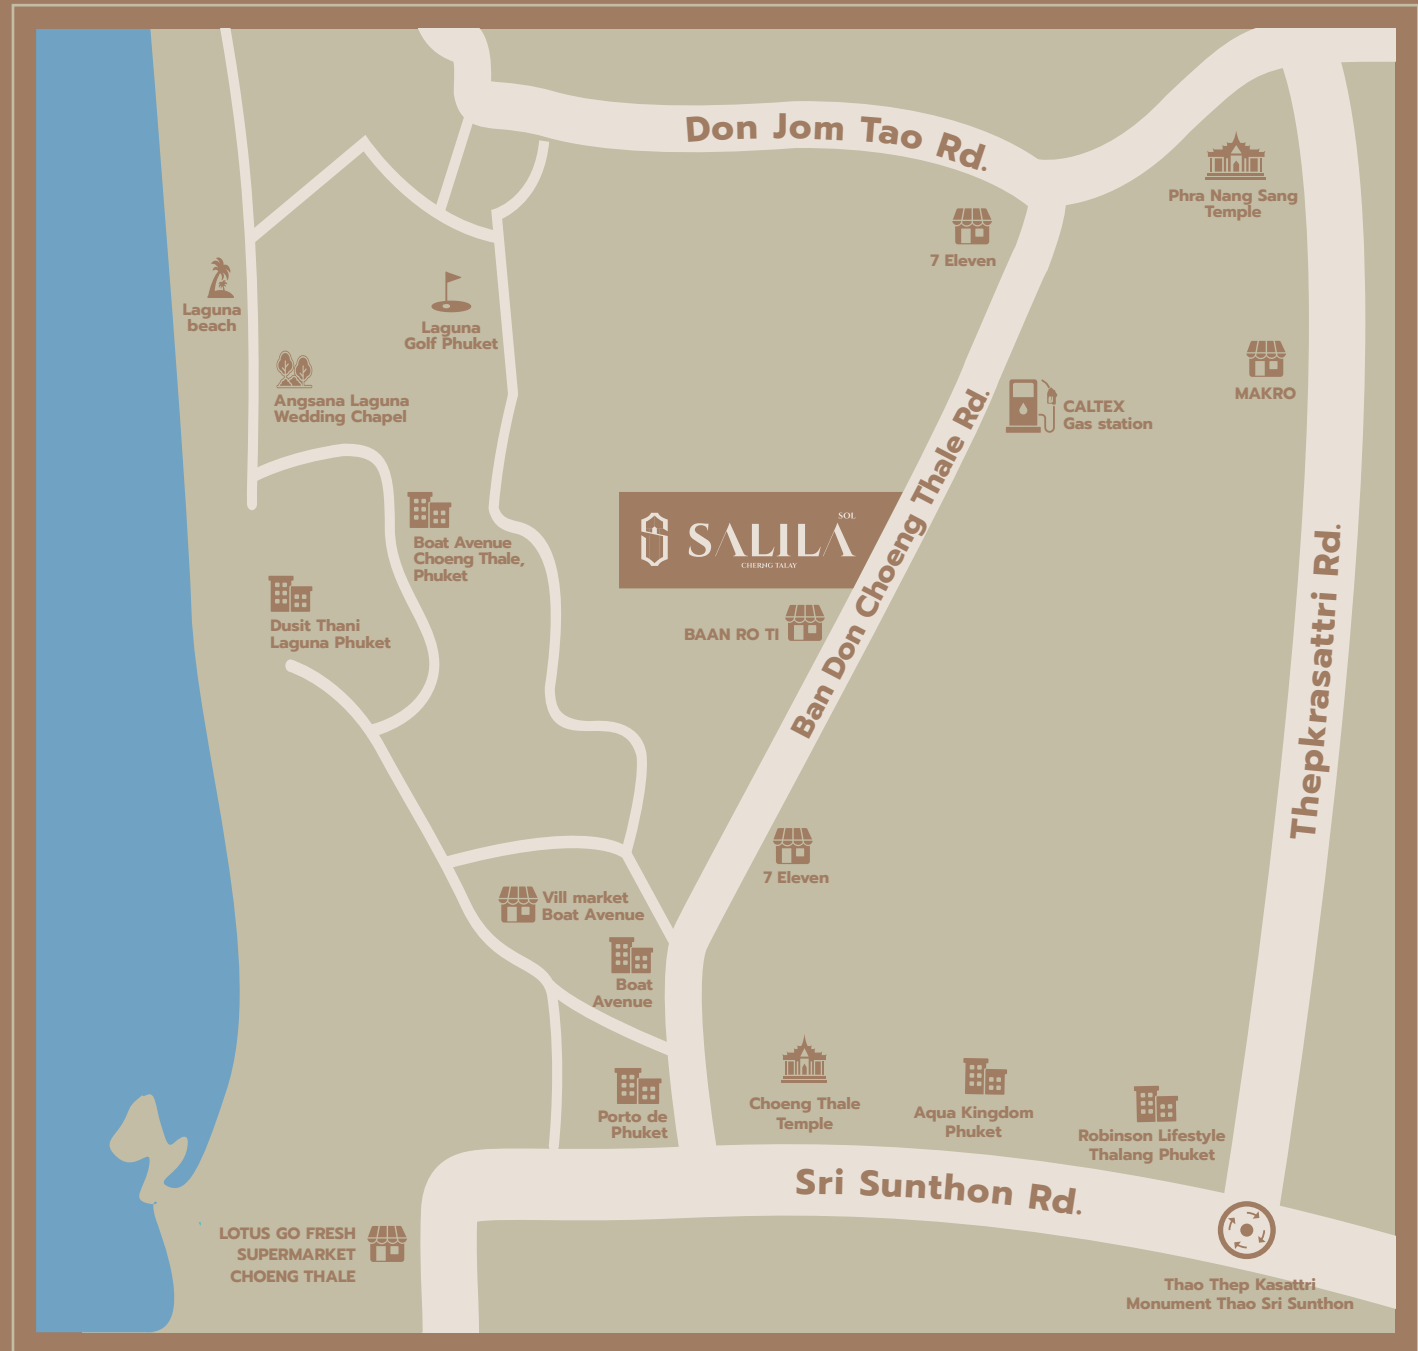 Don Jom Tao Rd.
Phra Nang Sang
Temple
7 Eleven
Laguna
beach
Laguna
Golf Phuket
Angsana Laguna
Wedding Chapel
MAKRO
CALTEX
Gas station
Ban Don Choeng Thale Rd.
Boat Avenue
Choeng Thale,
Phuket
SOL
SALILA
CHERNG TALAY
Thepkrasattri Rd.
Dusit Thani
Laguna Phuket
BAAN RO TI
7 Eleven
Vill market
Boat Avenue
Boat
Avenue
Porto de
Phuket
Choeng Thale
Temple
Aqua Kingdom
Phuket
Robinson Lifestyle
Thalang Phuket
Sri Sunthon Rd.
LOTUS GO FRESH
SUPERMARKET
CHOENG THALE
Thao Thep Kasattri
Monument Thao Sri Sunthon